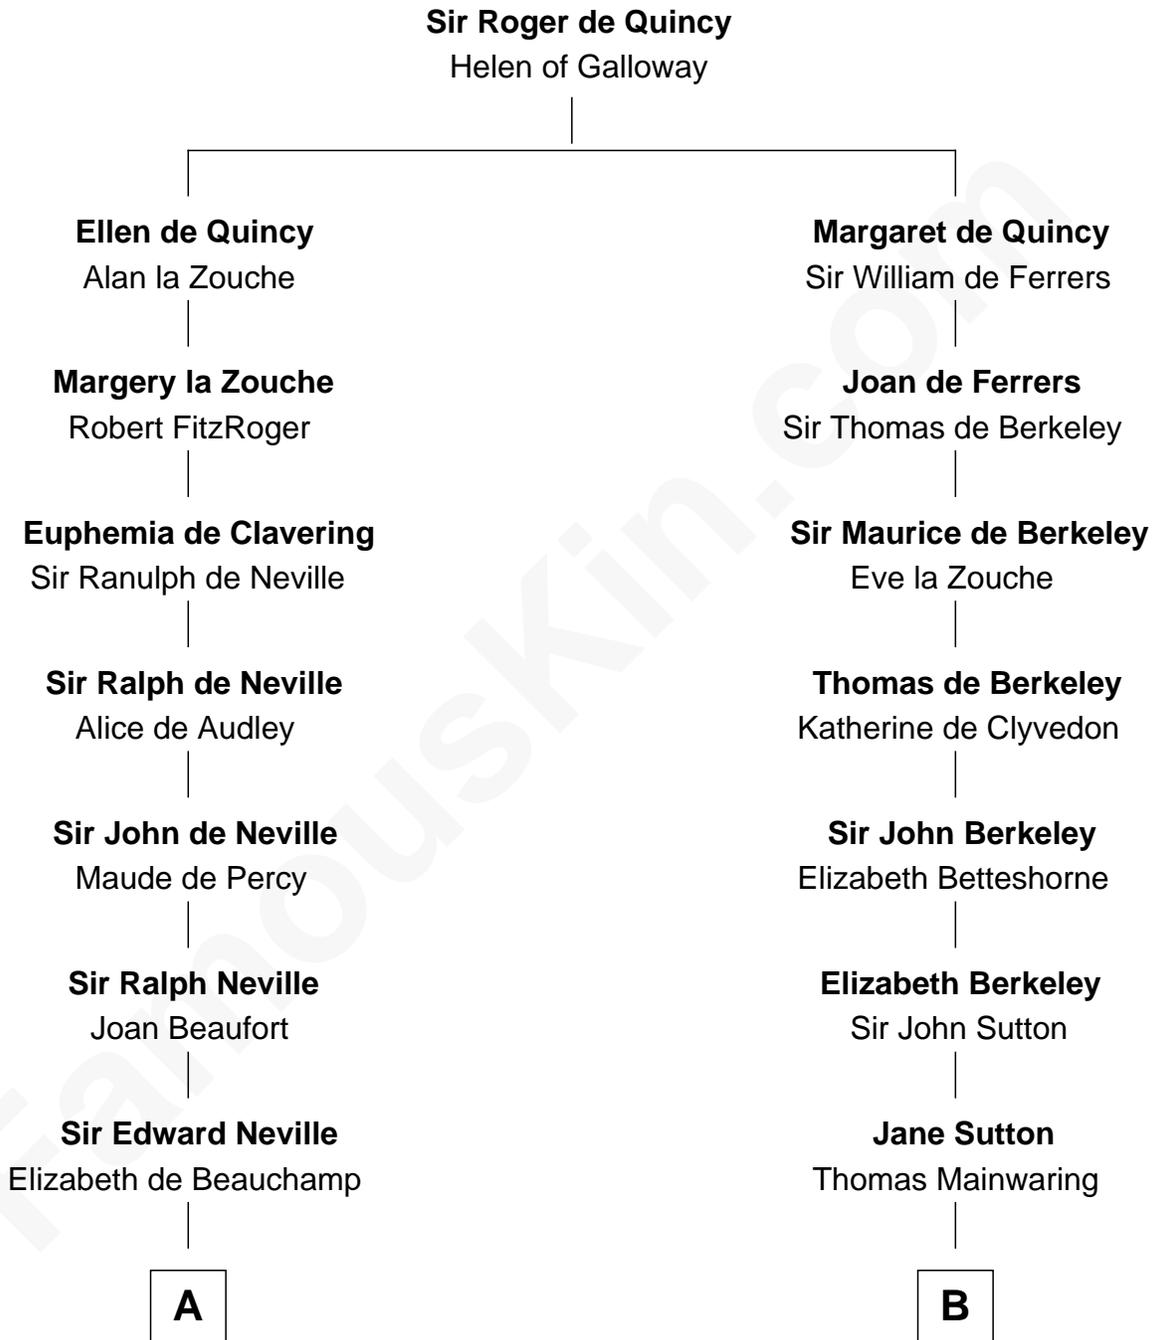 Sir Roger de Quincy
Helen of Galloway
Ellen de Quincy
Alan la Zouche
Margery la Zouche
Robert FitzRoger
Euphemia de Clavering
Sir Ranulph de Neville
Sir Ralph de Neville
Alice de Audley
Sir John de Neville
Maude de Percy
Sir Ralph Neville
Joan Beaufort
Sir Edward Neville
Elizabeth de Beauchamp
A
Margaret de Quincy
Sir William de Ferrers
Joan de Ferrers
Sir Thomas de Berkeley
Sir Maurice de Berkeley
Eve la Zouche
Thomas de Berkeley
Katherine de Clyvedon
Sir John Berkeley
Elizabeth Betteshorne
Elizabeth Berkeley
Sir John Sutton
Jane Sutton
Thomas Mainwaring
B
FamousKin.com